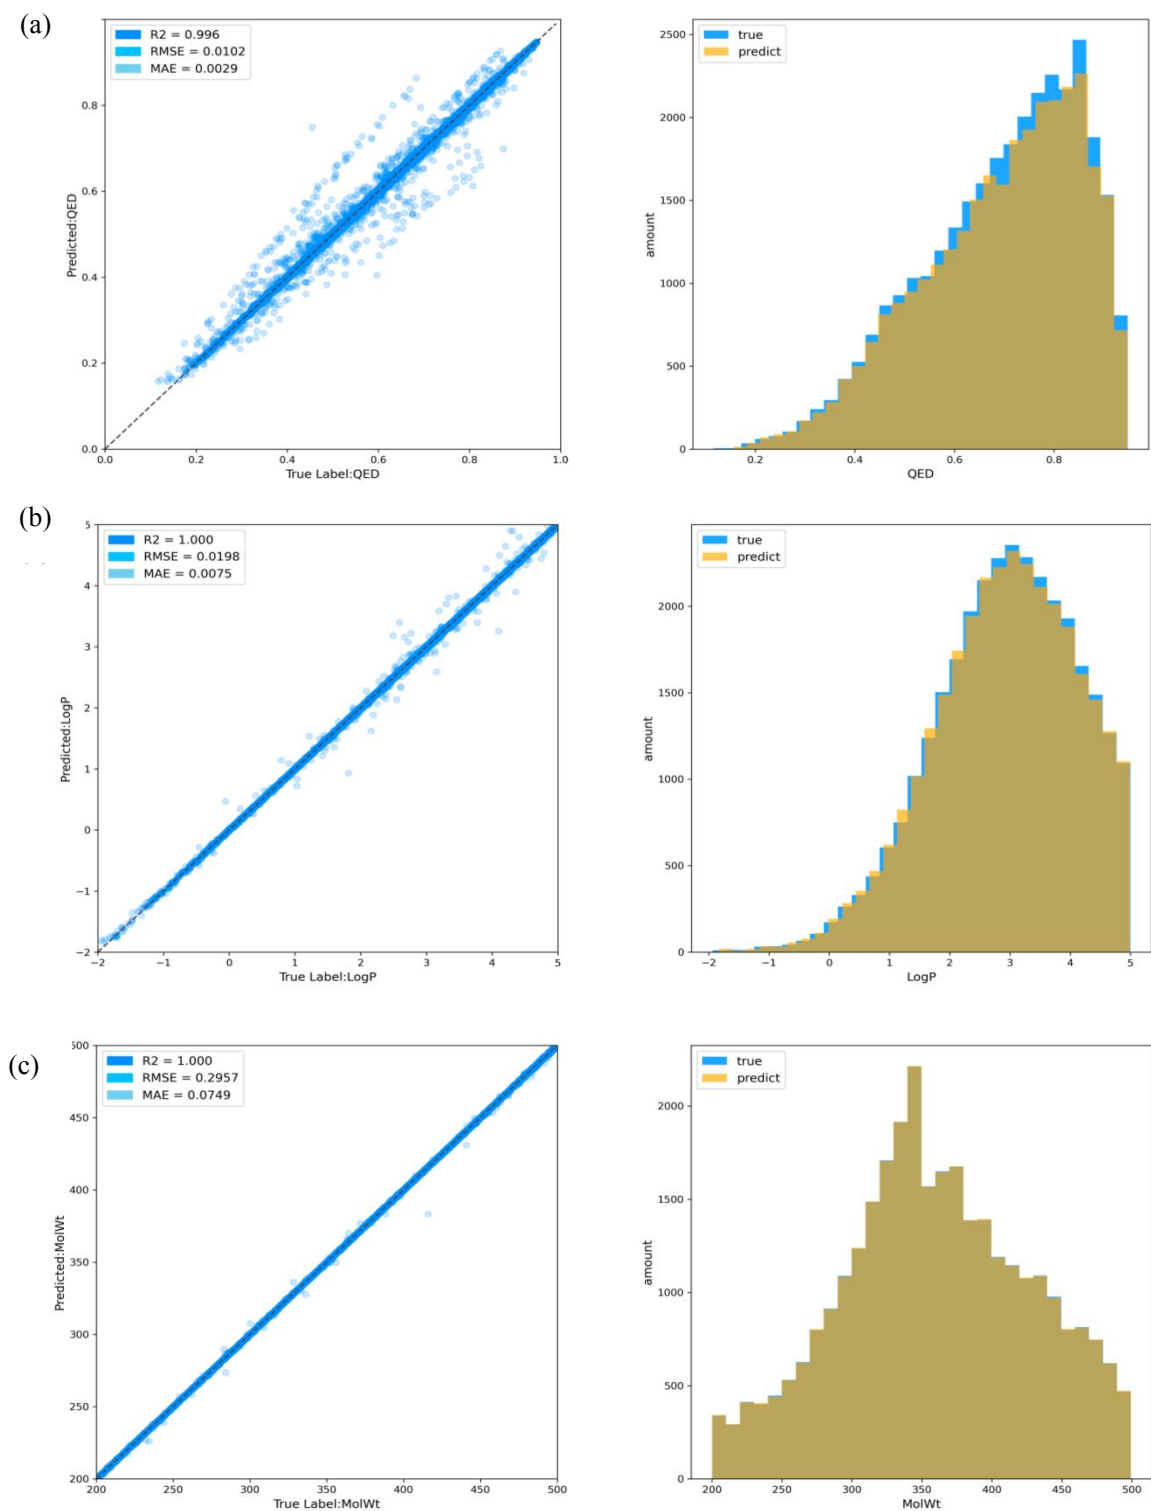 (a)
R2 = 0.996
RMSE = 0.0102
MAE = 0.0029
0.8
0.6
0.4
0.2
0.0
Predicted:QED
0.0 0.2 0.4 0.6 0.8 1.0
True Label:QED
true
predict
2500
2000
1500
1000
500
0
amount
0.2 0.4 0.6 0.8
QED
(b)
R2 = 1.000
RMSE = 0.0198
MAE = 0.0075
5
4
3
2
1
0
−1
−2
Predicted:LogP
−2 −1 0 1 2 3 4 5
True Label:LogP
true
predict
2000
1500
1000
500
0
amount
−2 −1 0 1 2 3 4 5
LogP
(c)
R2 = 1.000
RMSE = 0.2957
MAE = 0.0749
500
450
400
350
300
250
200
Predicted:MolWt
200 250 300 350 400 450 500
True Label:MolWt
true
predict
2000
1500
1000
500
0
amount
200 250 300 350 400 450 500
MolWt